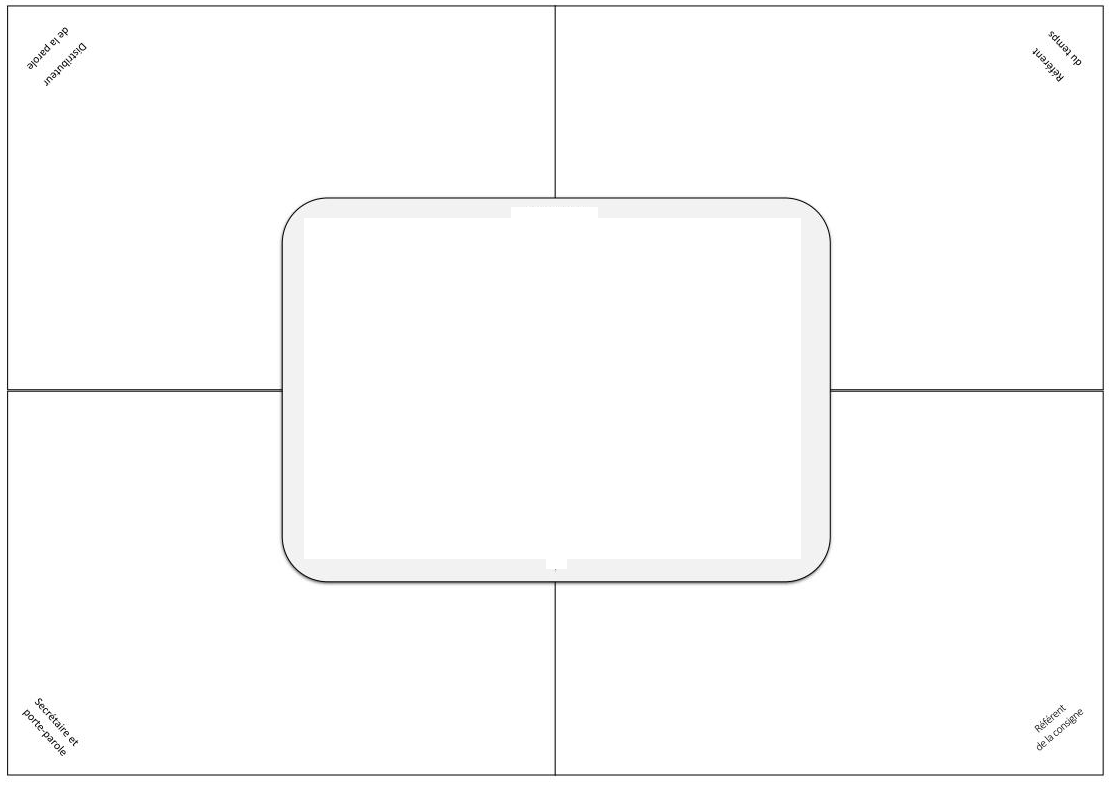 Distributeur
de la parole
Référent
du temps
Secrétaire et
porte-parole
Référent
de la consigne